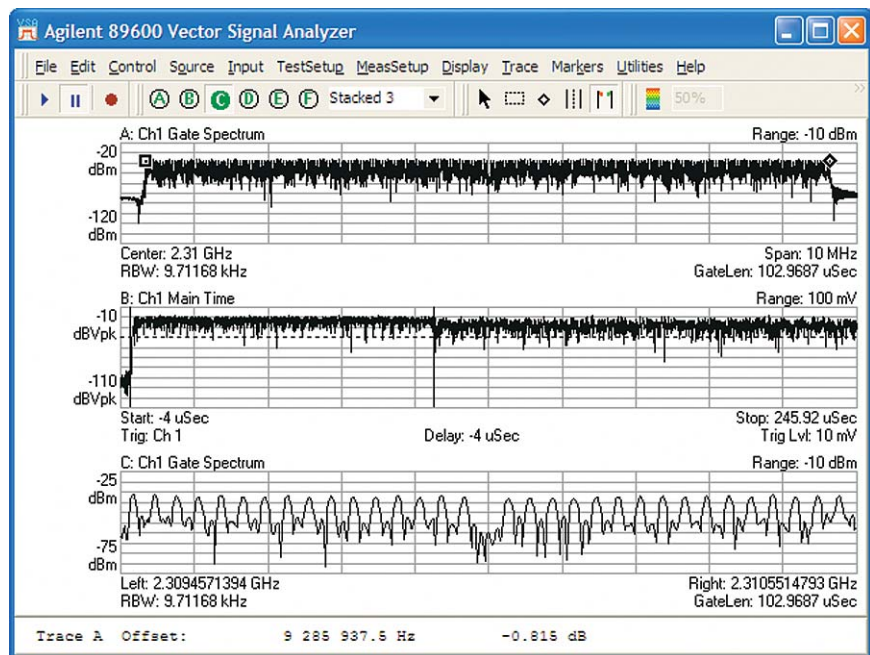 VSA
Agilent 89600 Vector Signal Analyzer
File Edit Control Source Input TestSetup MeasSetup Display Trace Markers Utilities Help
A B C D E F Stacked 3 50%
A: Ch1 Gate Spectrum Range: -10 dBm
-20
dBm
-120
dBm
Center: 2.31 GHz Span: 10 MHz
RBW: 9.71168 kHz GateLen: 102.9687 uSec
B: Ch1 Main Time Range: 100 mV
-10
dBVpk
-110
dBVpk
Start: -4 uSec Stop: 245.92 uSec
Trig: Ch 1 Delay: -4 uSec Trig Lvl: 10 mV
C: Ch1 Gate Spectrum Range: -10 dBm
-25
dBm
-75
dBm
Left: 2.3094571394 GHz Right: 2.3105514793 GHz
RBW: 9.71168 kHz GateLen: 102.9687 uSec
Trace A Offset: 9 285 937.5 Hz -0.815 dB